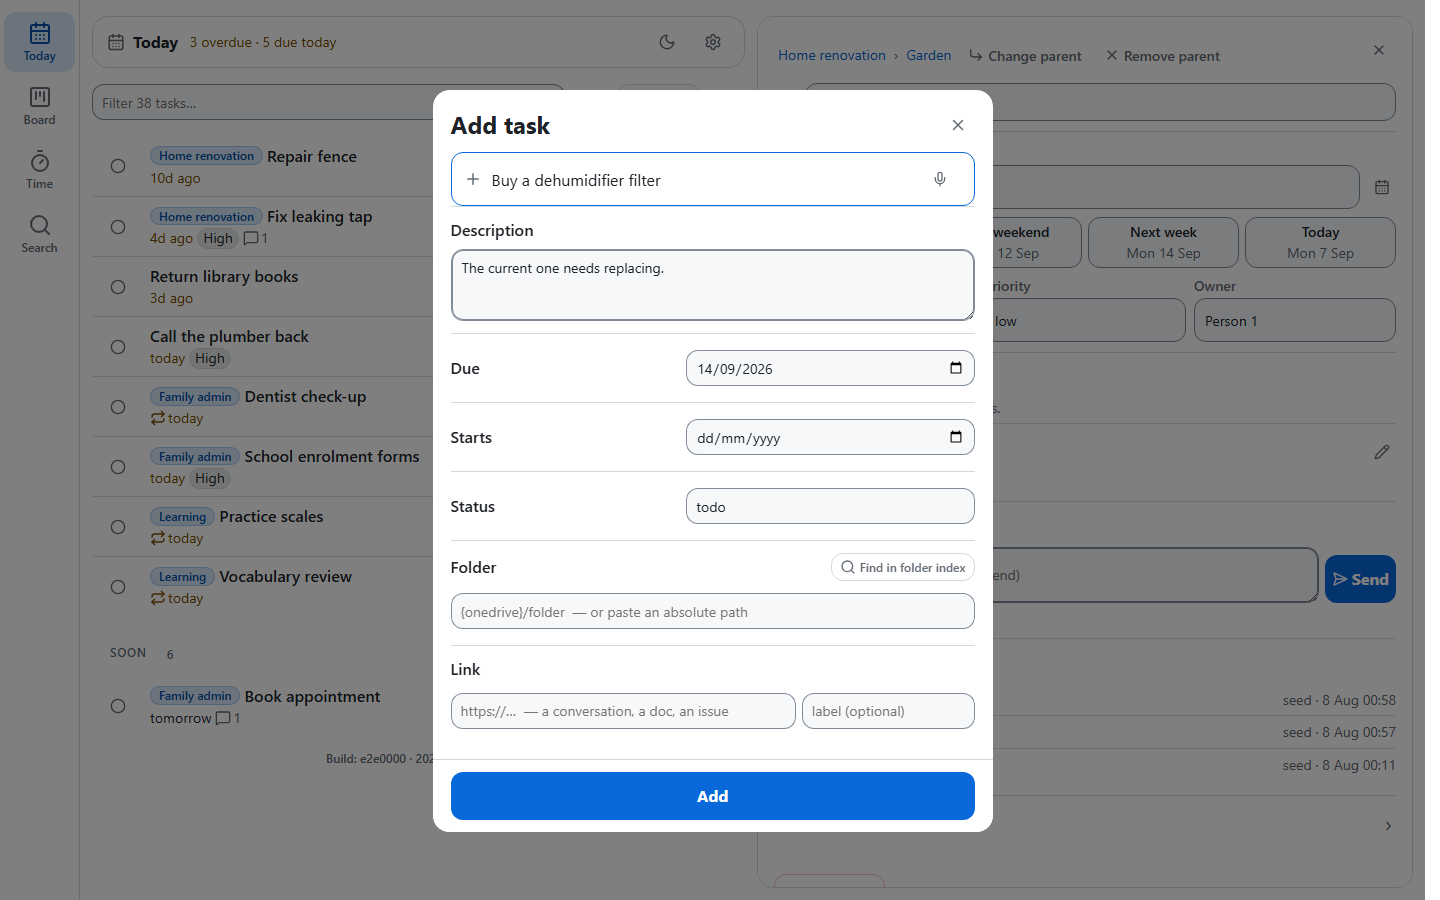 Today
Board
Time
Search
Today 3 overdue · 5 due today
Filter 38 tasks...
Home renovation Repair fence
10d ago
Home renovation Fix leaking tap
4d ago High 1
Return library books
3d ago
Call the plumber back
today High
Family admin Dentist check-up
today
Family admin School enrolment forms
today High
Learning Practice scales
today
Learning Vocabulary review
today
SOON 6
Family admin Book appointment
tomorrow 1
Build: e2e0000 · 202
Add task
Buy a dehumidifier filter
Description
The current one needs replacing.
Due 14/09/2026
Starts dd/mm/yyyy
Status todo
Folder Find in folder index
{onedrive}/folder — or paste an absolute path
Link
https://... — a conversation, a doc, an issue label (optional)
Add
Home renovation › Garden Change parent Remove parent
weekend Next week Today
12 Sep Mon 14 Sep Mon 7 Sep
riority Owner
low Person 1
s.
end) Send
seed · 8 Aug 00:58
seed · 8 Aug 00:57
seed · 8 Aug 00:11